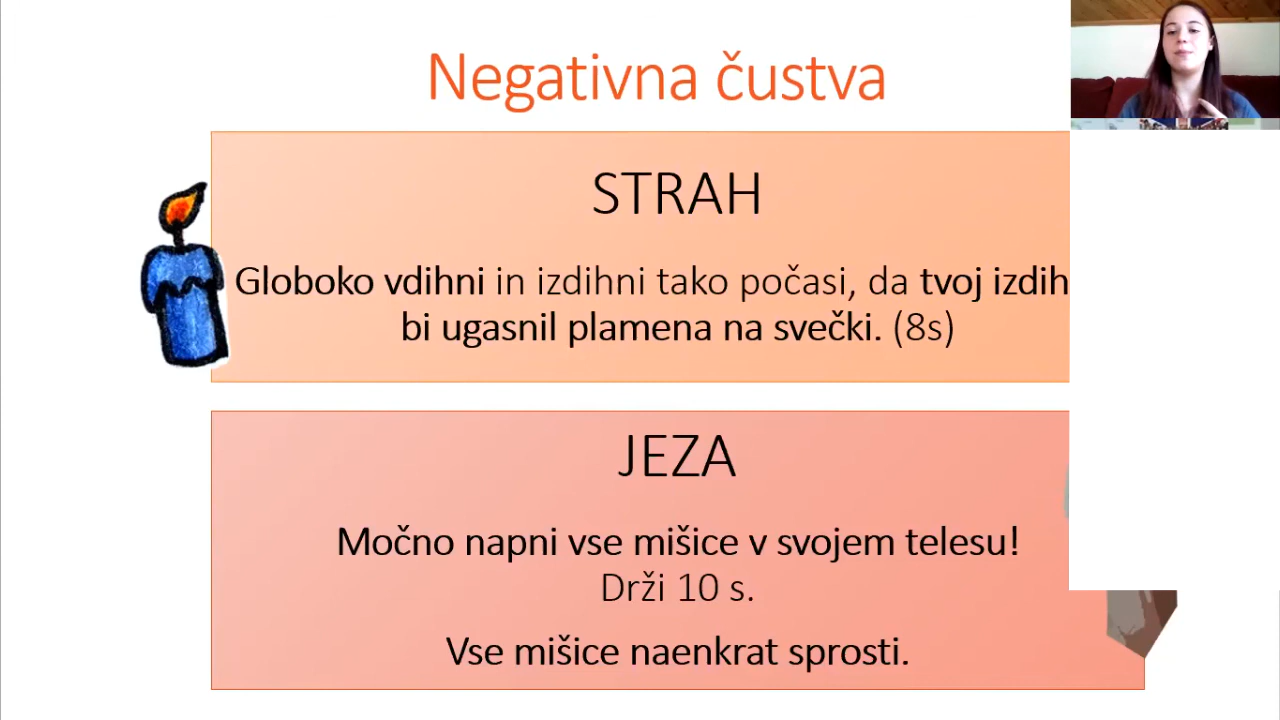 Negativna čustva
STRAH
Globoko vdihni in izdihni tako počasi, da tvoj
bi ugasnil plamena na svečki. (8s)
JEZA
Močno napni vse mišice v svojem telesu!
Drži 10 s.
Vse mišice naenkrat sprosti.